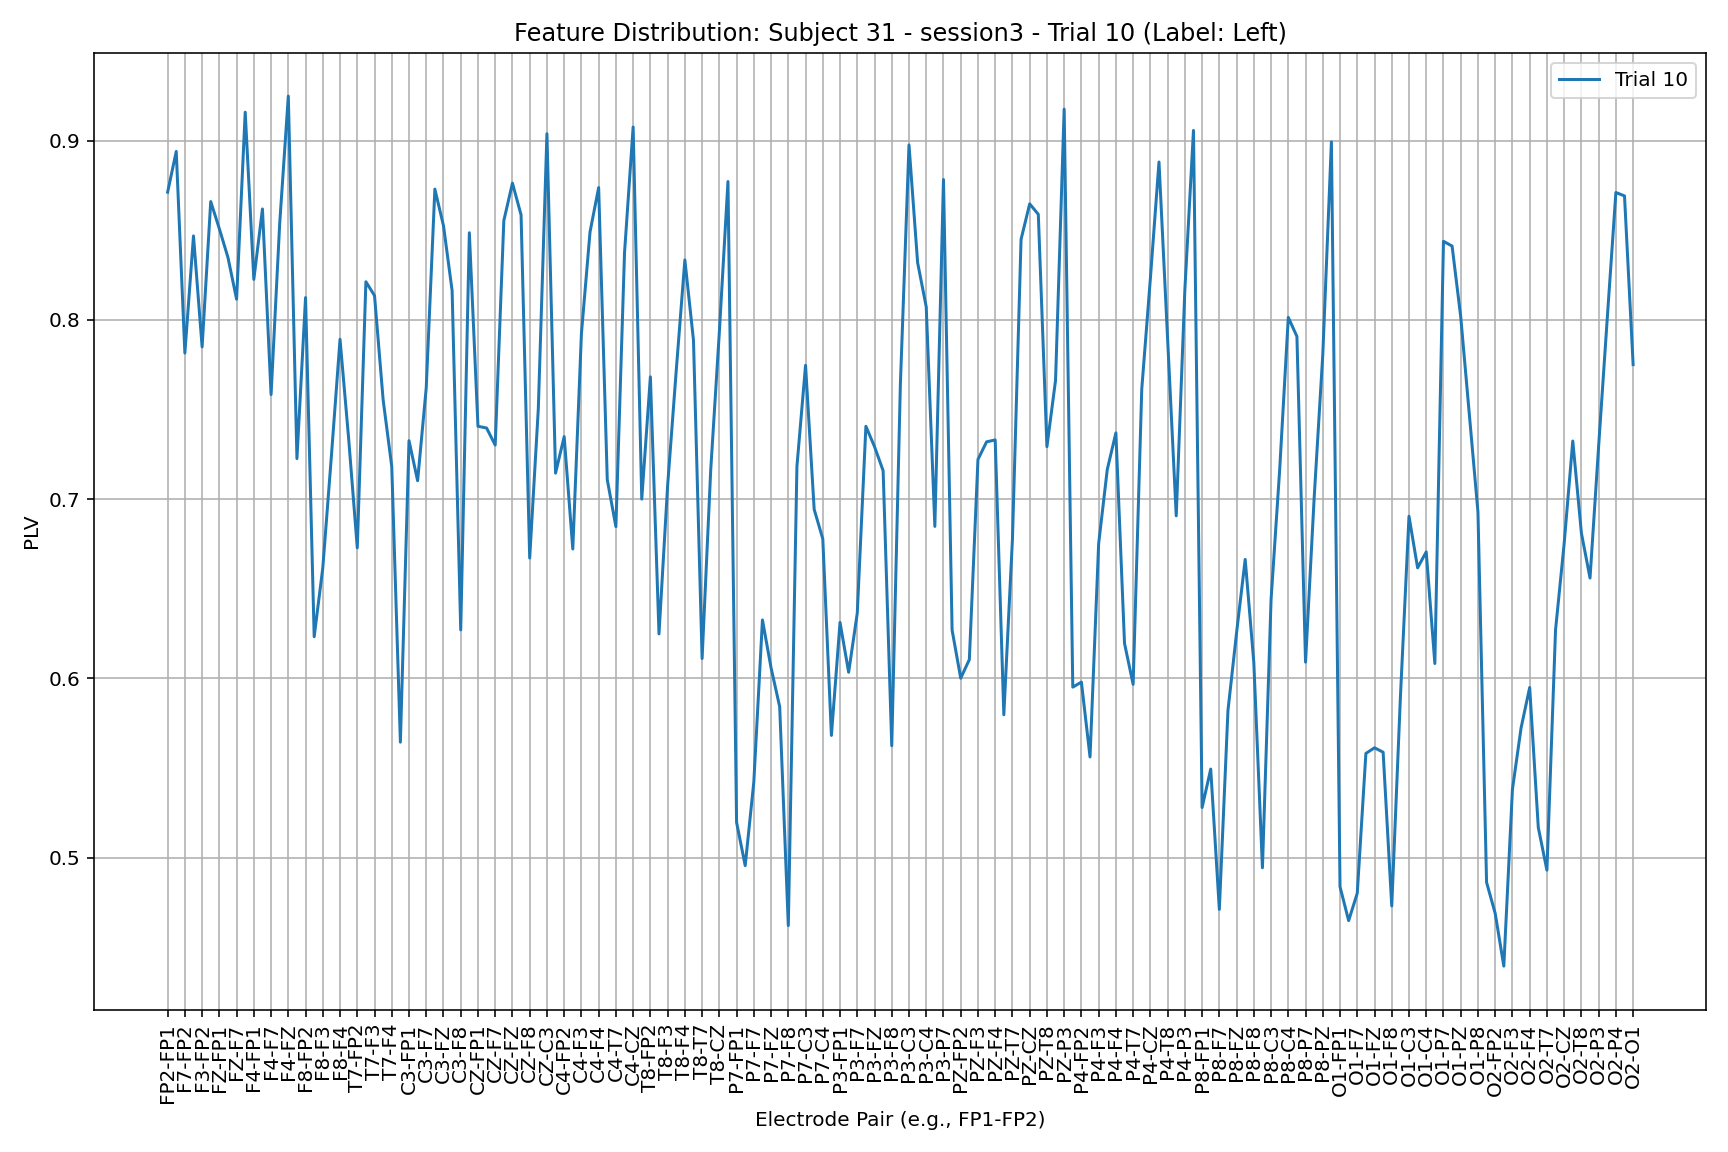 Feature Distribution: Subject 31 - session3 - Trial 10 (Label: Left)
Trial 10
PLV
0.9
0.8
0.7
0.6
0.5
FP2-FP1
F7-FP2
F3-FP2
FZ-FP1
FZ-F7
F4-FP1
F4-F7
F4-FZ
F8-FP2
F8-F3
F8-F4
T7-FP2
T7-F3
T7-F4
C3-FP1
C3-F7
C3-FZ
C3-F8
CZ-FP1
CZ-F7
CZ-FZ
CZ-F8
CZ-C3
C4-FP2
C4-F3
C4-F4
C4-T7
C4-CZ
T8-FP2
T8-F3
T8-F4
T8-T7
T8-CZ
P7-FP1
P7-F7
P7-FZ
P7-F8
P7-C3
P7-C4
P3-FP1
P3-F7
P3-FZ
P3-F8
P3-C3
P3-C4
P3-P7
PZ-FP2
PZ-F3
PZ-F4
PZ-T7
PZ-CZ
PZ-T8
PZ-P3
P4-FP2
P4-F3
P4-F4
P4-T7
P4-CZ
P4-T8
P4-P3
P8-FP1
P8-F7
P8-FZ
P8-F8
P8-C3
P8-C4
P8-P7
P8-PZ
O1-FP1
O1-F7
O1-FZ
O1-F8
O1-C3
O1-C4
O1-P7
O1-PZ
O1-P8
O2-FP2
O2-F3
O2-F4
O2-T7
O2-CZ
O2-T8
O2-P3
O2-P4
O2-O1
Electrode Pair (e.g., FP1-FP2)